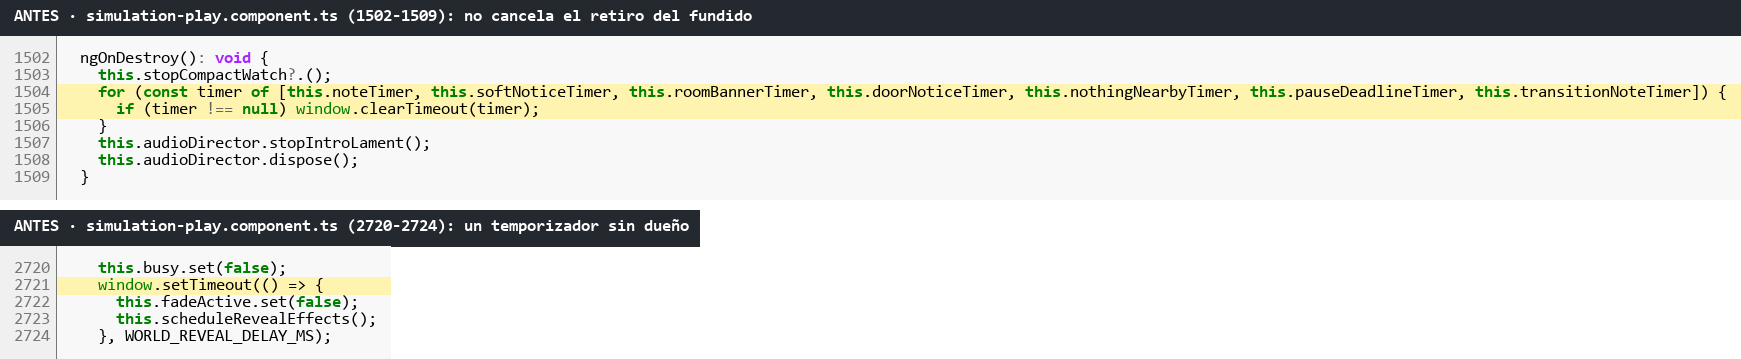 ANTES · simulation-play.component.ts (1502-1509): no cancela el retiro del fundido
1502 ngOnDestroy(): void {
1503 this.stopCompactWatch?.();
1504 for (const timer of [this.noteTimer, this.softNoticeTimer, this.roomBannerTimer, this.doorNoticeTimer, this.nothingNearbyTimer, this.pauseDeadlineTimer, this.transitionNoteTimer]) {
1505 if (timer !== null) window.clearTimeout(timer);
1506 }
1507 this.audioDirector.stopIntroLament();
1508 this.audioDirector.dispose();
1509 }
ANTES · simulation-play.component.ts (2720-2724): un temporizador sin dueño
2720 this.busy.set(false);
2721 window.setTimeout(() => {
2722 this.fadeActive.set(false);
2723 this.scheduleRevealEffects();
2724 }, WORLD_REVEAL_DELAY_MS);